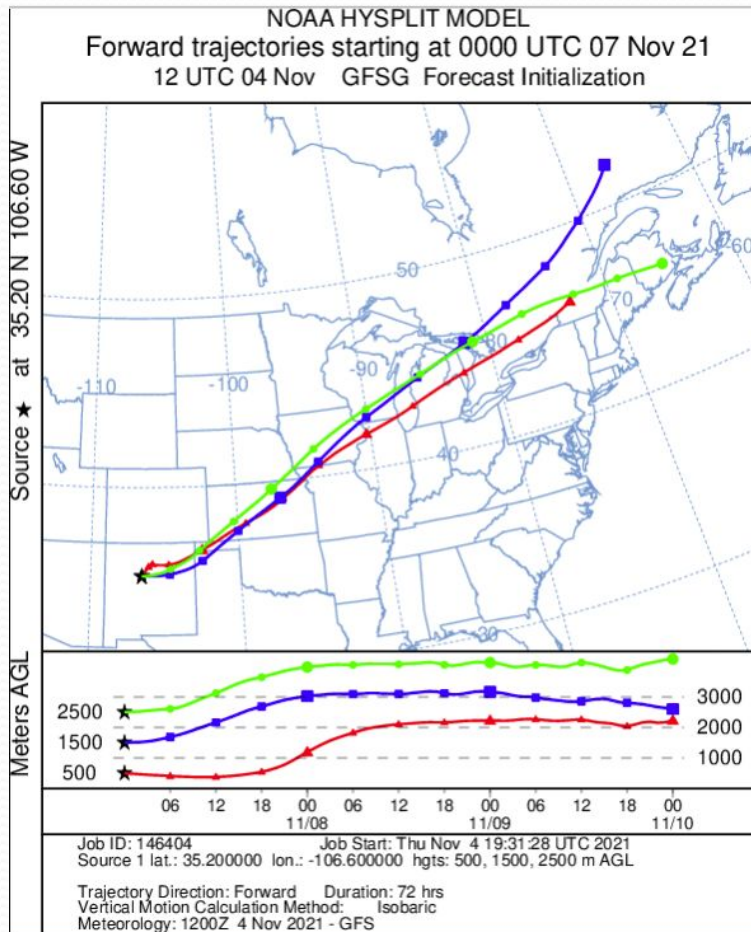 NOAA HYSPLIT MODEL
Forward trajectories starting at 0000 UTC 07 Nov 21
12 UTC 04 Nov GFSG Forecast Initialization
Source ★ at 35.20 N 106.60 W
50
-60
70
-80
-110
-100
-90
40
30
Meters AGL
2500
1500
500
3000
2000
1000
06 12 18 00 06 12 18 00 06 12 18 00
11/08 11/09 11/10
Job ID: 146404 Job Start: Thu Nov 4 19:31:28 UTC 2021
Source 1 lat.: 35.200000 lon.: -106.600000 hgts: 500, 1500, 2500 m AGL
Trajectory Direction: Forward Duration: 72 hrs
Vertical Motion Calculation Method: Isobaric
Meteorology: 1200Z 4 Nov 2021 - GFS